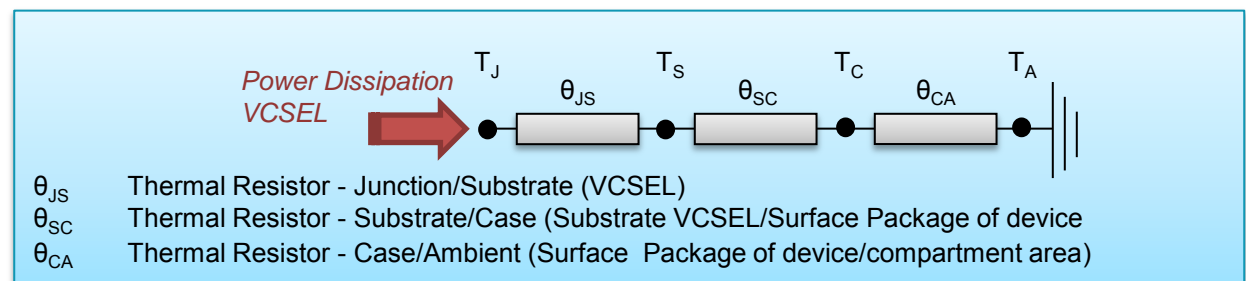 Power Dissipation
VCSEL
T_J T_S T_C T_A
θ_JS θ_SC θ_CA
θ_JS Thermal Resistor - Junction/Substrate (VCSEL)
θ_SC Thermal Resistor - Substrate/Case (Substrate VCSEL/Surface Package of device
θ_CA Thermal Resistor - Case/Ambient (Surface Package of device/compartment area)